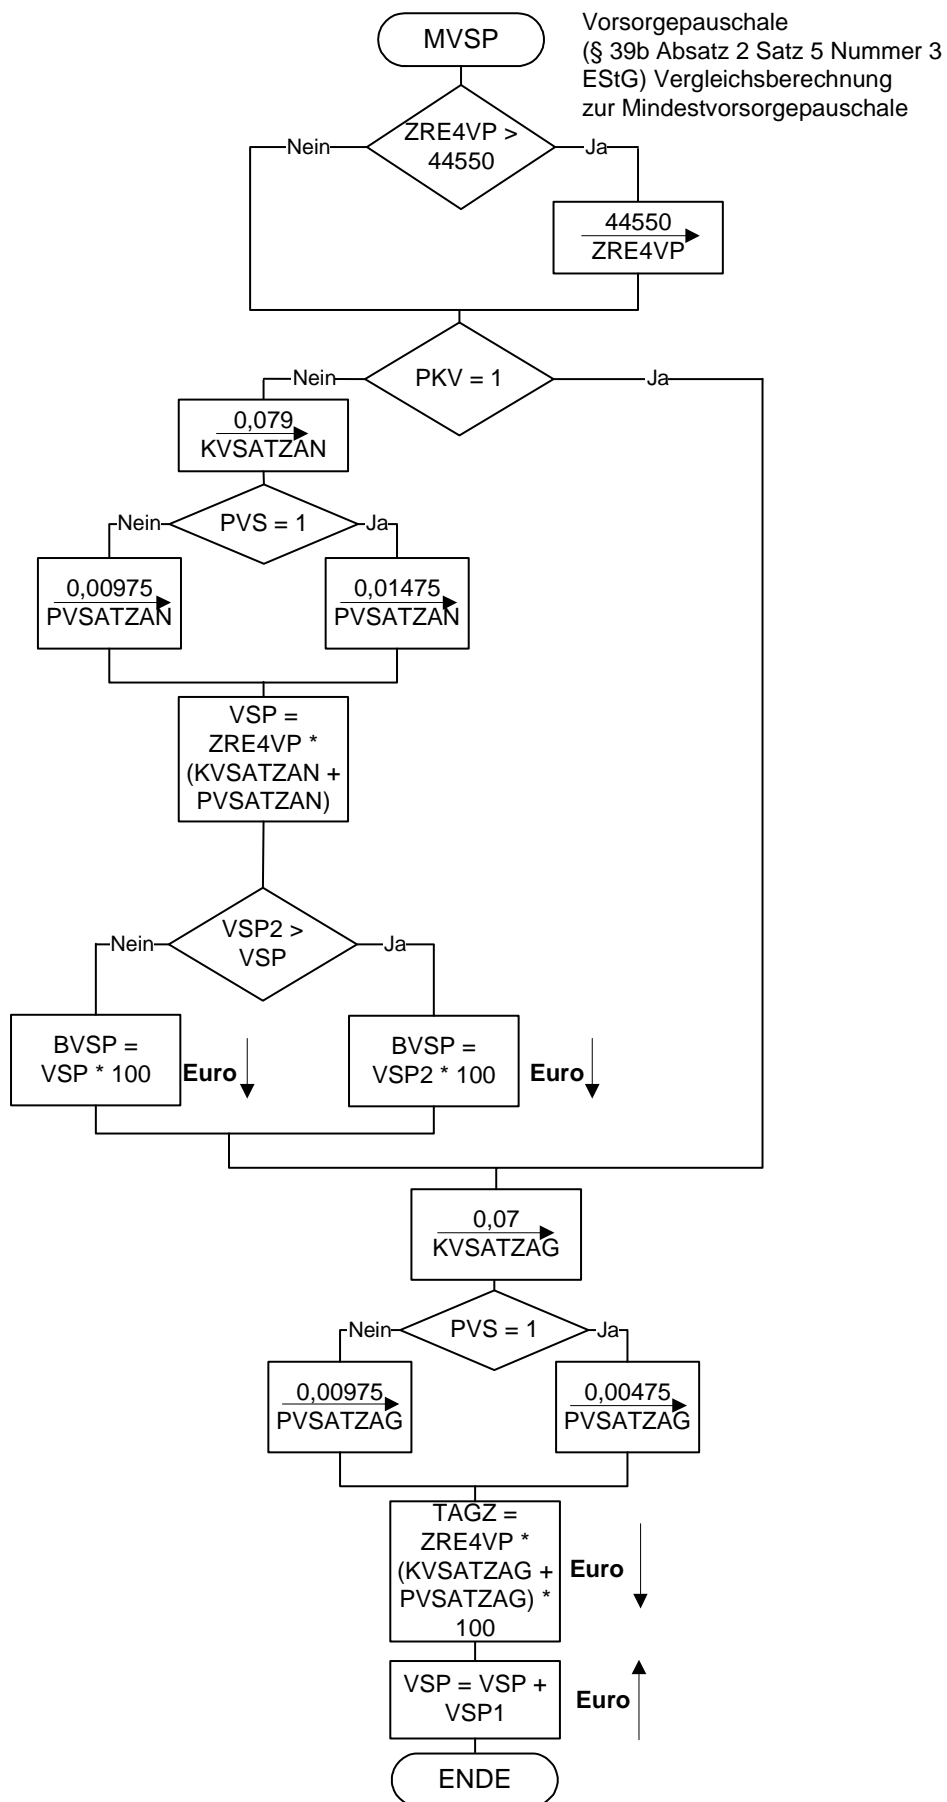 MVSP
Vorsorgepauschale
(§ 39b Absatz 2 Satz 5 Nummer 3
EStG) Vergleichsberechnung
zur Mindestvorsorgepauschale
ZRE4VP >
44550
Nein
Ja
44550
ZRE4VP
PKV = 1
Nein
Ja
0,079
KVSATZAN
PVS = 1
Nein
Ja
0,00975
PVSATZAN
0,01475
PVSATZAN
VSP =
ZRE4VP *
(KVSATZAN +
PVSATZAN)
VSP2 >
VSP
Nein
Ja
BVSP =
VSP * 100
Euro
BVSP =
VSP2 * 100
Euro
0,07
KVSATZAG
PVS = 1
Nein
Ja
0,00975
PVSATZAG
0,00475
PVSATZAG
TAGZ =
ZRE4VP *
(KVSATZAG +
PVSATZAG) *
100
Euro
VSP = VSP +
VSP1
Euro
ENDE